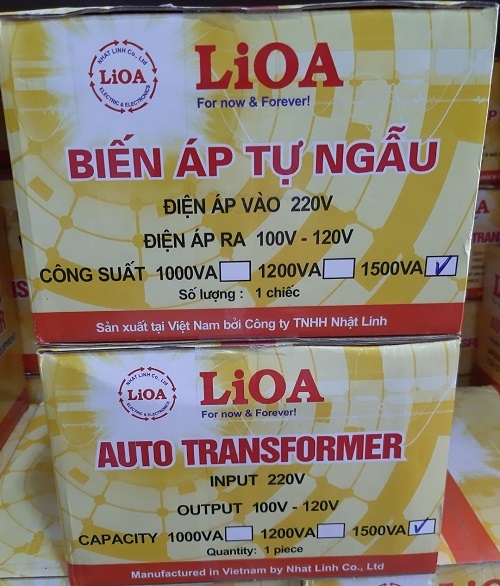 NHAT LINH Co., Ltd
LiOA
ELECTRIC & ELECTRONICS
LiOA
For now & Forever!
BIẾN ÁP TỰ NGẪU
ĐIỆN ÁP VÀO 220V
ĐIỆN ÁP RA 100V - 120V
CÔNG SUẤT 1000VA 1200VA 1500VA
Số lượng : 1 chiếc
Sản xuất tại Việt Nam bởi Công ty TNHH Nhật Linh
NHAT LINH Co., Ltd
LiOA
ELECTRIC & ELECTRONICS
LiOA
For now & Forever!
AUTO TRANSFORMER
INPUT 220V
OUTPUT 100V - 120V
CAPACITY 1000VA 1200VA 1500VA
Quantity: 1 piece
Manufactured in Vietnam by Nhat Linh Co., Ltd